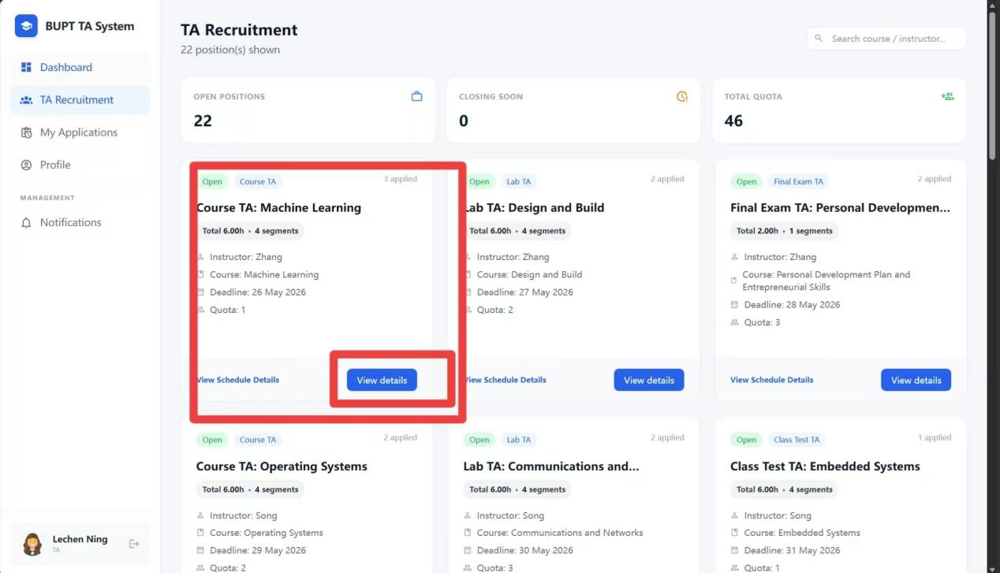 BUPT TA System
Dashboard
TA Recruitment
My Applications
Profile
MANAGEMENT
Notifications
Lechen Ning
TA
TA Recruitment
22 position(s) shown
Search course / instructor...
OPEN POSITIONS
22
CLOSING SOON
0
TOTAL QUOTA
46
Open Course TA 3 applied
Course TA: Machine Learning
Total 6.00h • 4 segments
Instructor: Zhang
Course: Machine Learning
Deadline: 26 May 2026
Quota: 1
View Schedule Details View details
Open Lab TA 2 applied
Lab TA: Design and Build
Total 6.00h • 4 segments
Instructor: Zhang
Course: Design and Build
Deadline: 27 May 2026
Quota: 2
View Schedule Details View details
Open Final Exam TA 2 applied
Final Exam TA: Personal Developmen...
Total 2.00h • 1 segments
Instructor: Zhang
Course: Personal Development Plan and
Entrepreneurial Skills
Deadline: 28 May 2026
Quota: 3
View Schedule Details View details
Open Course TA 2 applied
Course TA: Operating Systems
Total 6.00h • 4 segments
Instructor: Song
Course: Operating Systems
Deadline: 29 May 2026
Quota: 2
Open Lab TA 2 applied
Lab TA: Communications and...
Total 6.00h • 4 segments
Instructor: Song
Course: Communications and Networks
Deadline: 30 May 2026
Quota: 3
Open Class Test TA 1 applied
Class Test TA: Embedded Systems
Total 6.00h • 4 segments
Instructor: Song
Course: Embedded Systems
Deadline: 31 May 2026
Quota: 1